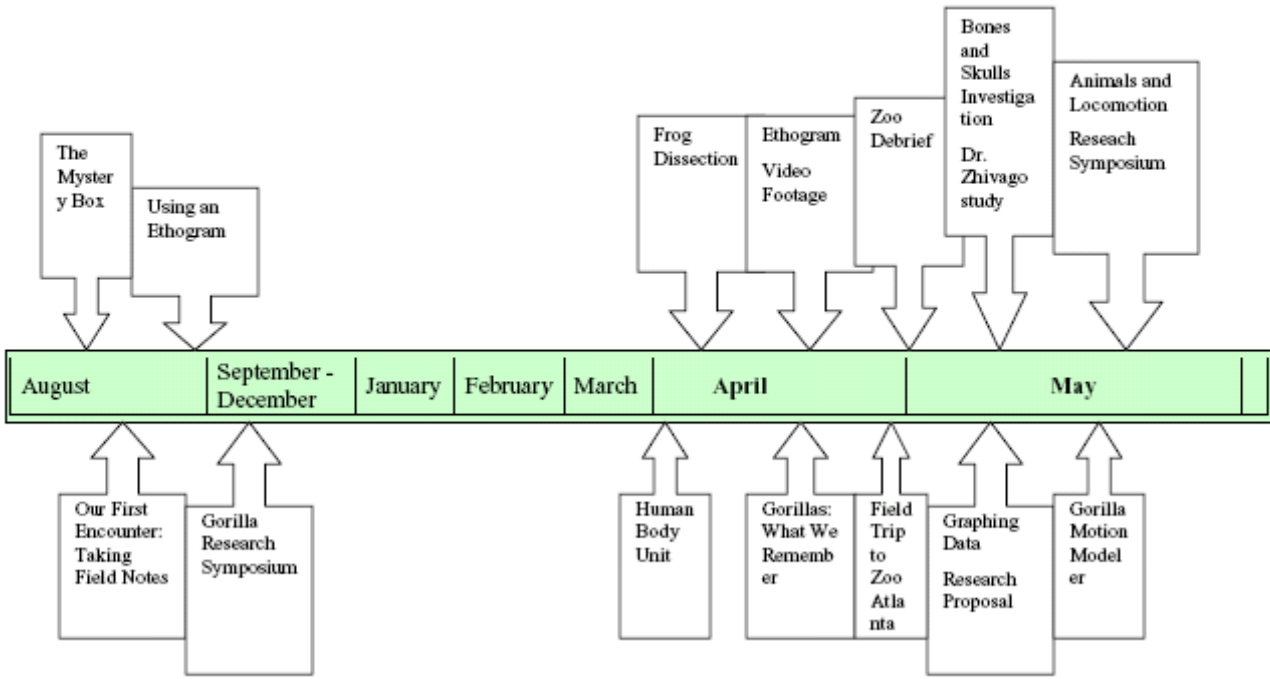 The
Myster
y Box
Using an
Ethogram
Frog
Dissection
Ethogram
Video
Footage
Zoo
Debrief
Bones
and
Skulls
Investiga
tion
Dr.
Zhivago
study
Animals and
Locomotion
Reseach
Symposium
August
September -
December
January
February
March
April
May
Our First
Encounter:
Taking
Field Notes
Gorilla
Research
Symposium
Human
Body
Unit
Gorillas:
What We
Rememb
er
Field
Trip
to
Zoo
Atla
nta
Graphing
Data
Research
Proposal
Gorilla
Motion
Model
er